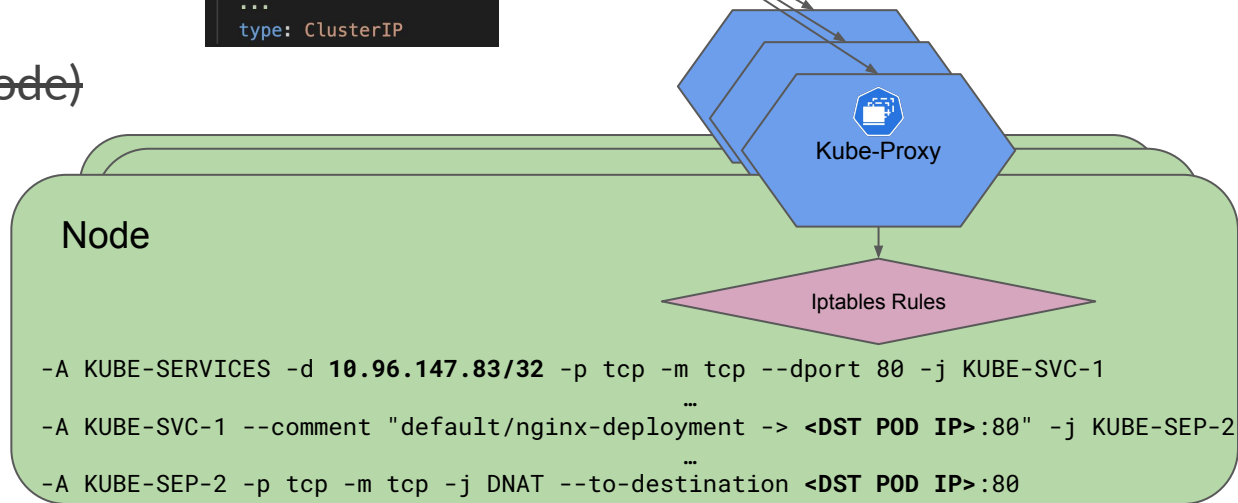 ...
type: ClusterIP
ode)
Kube-Proxy
Node
Iptables Rules
-A KUBE-SERVICES -d 10.96.147.83/32 -p tcp -m tcp --dport 80 -j KUBE-SVC-1
…
-A KUBE-SVC-1 --comment "default/nginx-deployment -> <DST POD IP>:80" -j KUBE-SEP-2
…
-A KUBE-SEP-2 -p tcp -m tcp -j DNAT --to-destination <DST POD IP>:80